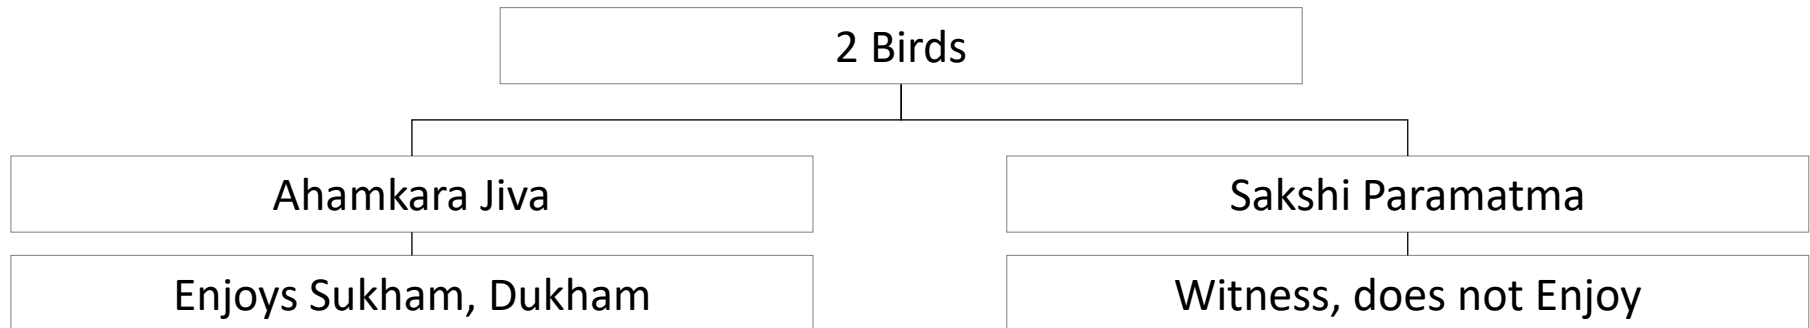 2 Birds
Ahamkara Jiva
Sakshi Paramatma
Enjoys Sukham, Dukham
Witness, does not Enjoy